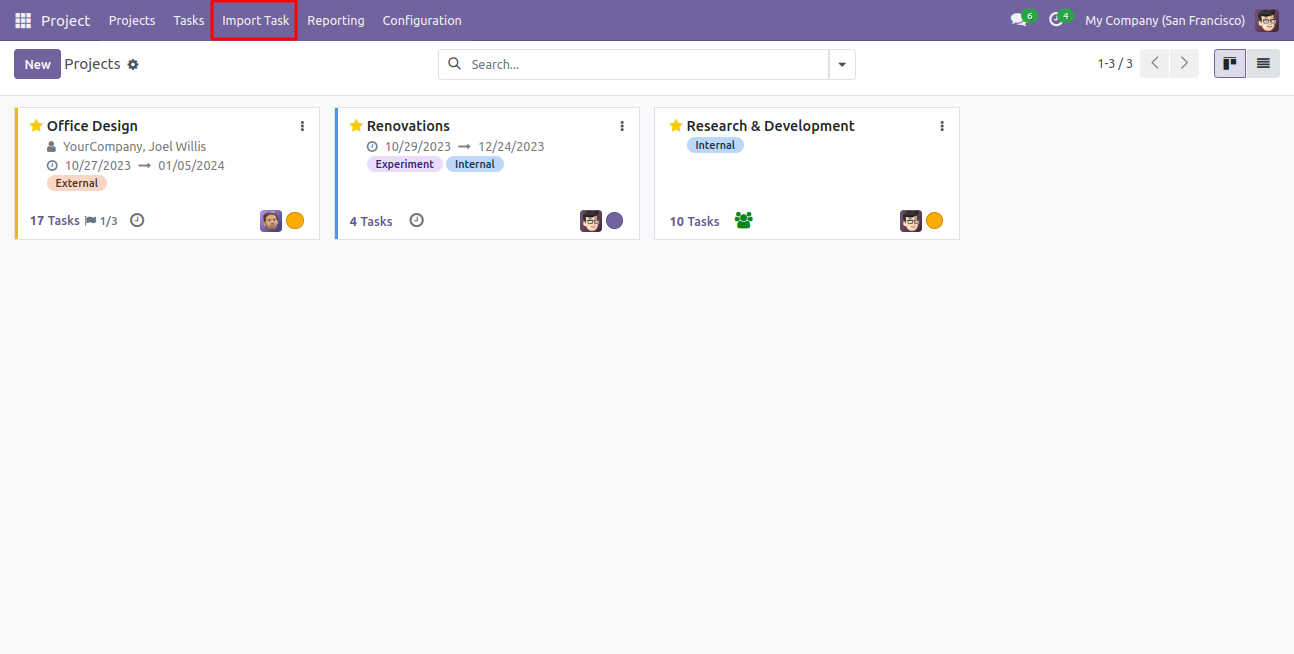 Project Projects Tasks Import Task Reporting Configuration 6 4 My Company (San Francisco)
New Projects Search... 1-3 / 3
Office Design
YourCompany, Joel Willis
10/27/2023 → 01/05/2024
External
17 Tasks 1/3
Renovations
10/29/2023 → 12/24/2023
Experiment Internal
4 Tasks
Research & Development
Internal
10 Tasks